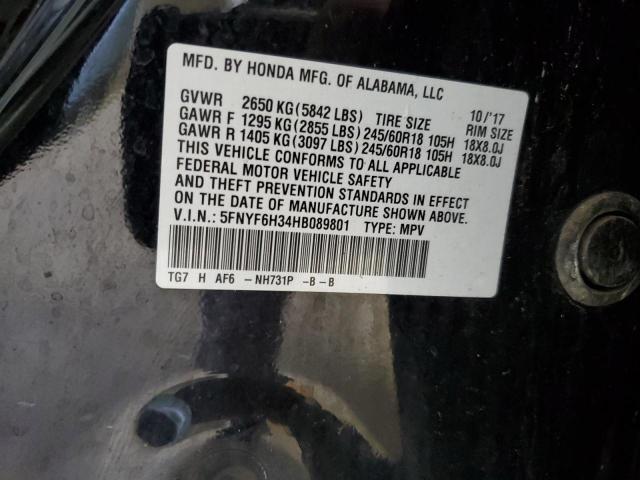 MFD. BY HONDA MFG. OF ALABAMA, LLC
10/'17
GVWR 2650 KG (5842 LBS) TIRE SIZE RIM SIZE
GAWR F 1295 KG (2855 LBS) 245/60R18 105H 18X8.0J
GAWR R 1405 KG (3097 LBS) 245/60R18 105H 18X8.0J
THIS VEHICLE CONFORMS TO ALL APPLICABLE
FEDERAL MOTOR VEHICLE SAFETY
AND THEFT PREVENTION STANDARDS IN EFFECT
ON THE DATE OF MANUFACTURE SHOWN ABOVE.
V.I.N.: 5FNYF6H34HB089801 TYPE: MPV
TG7 H AF6 - NH731P -B-B